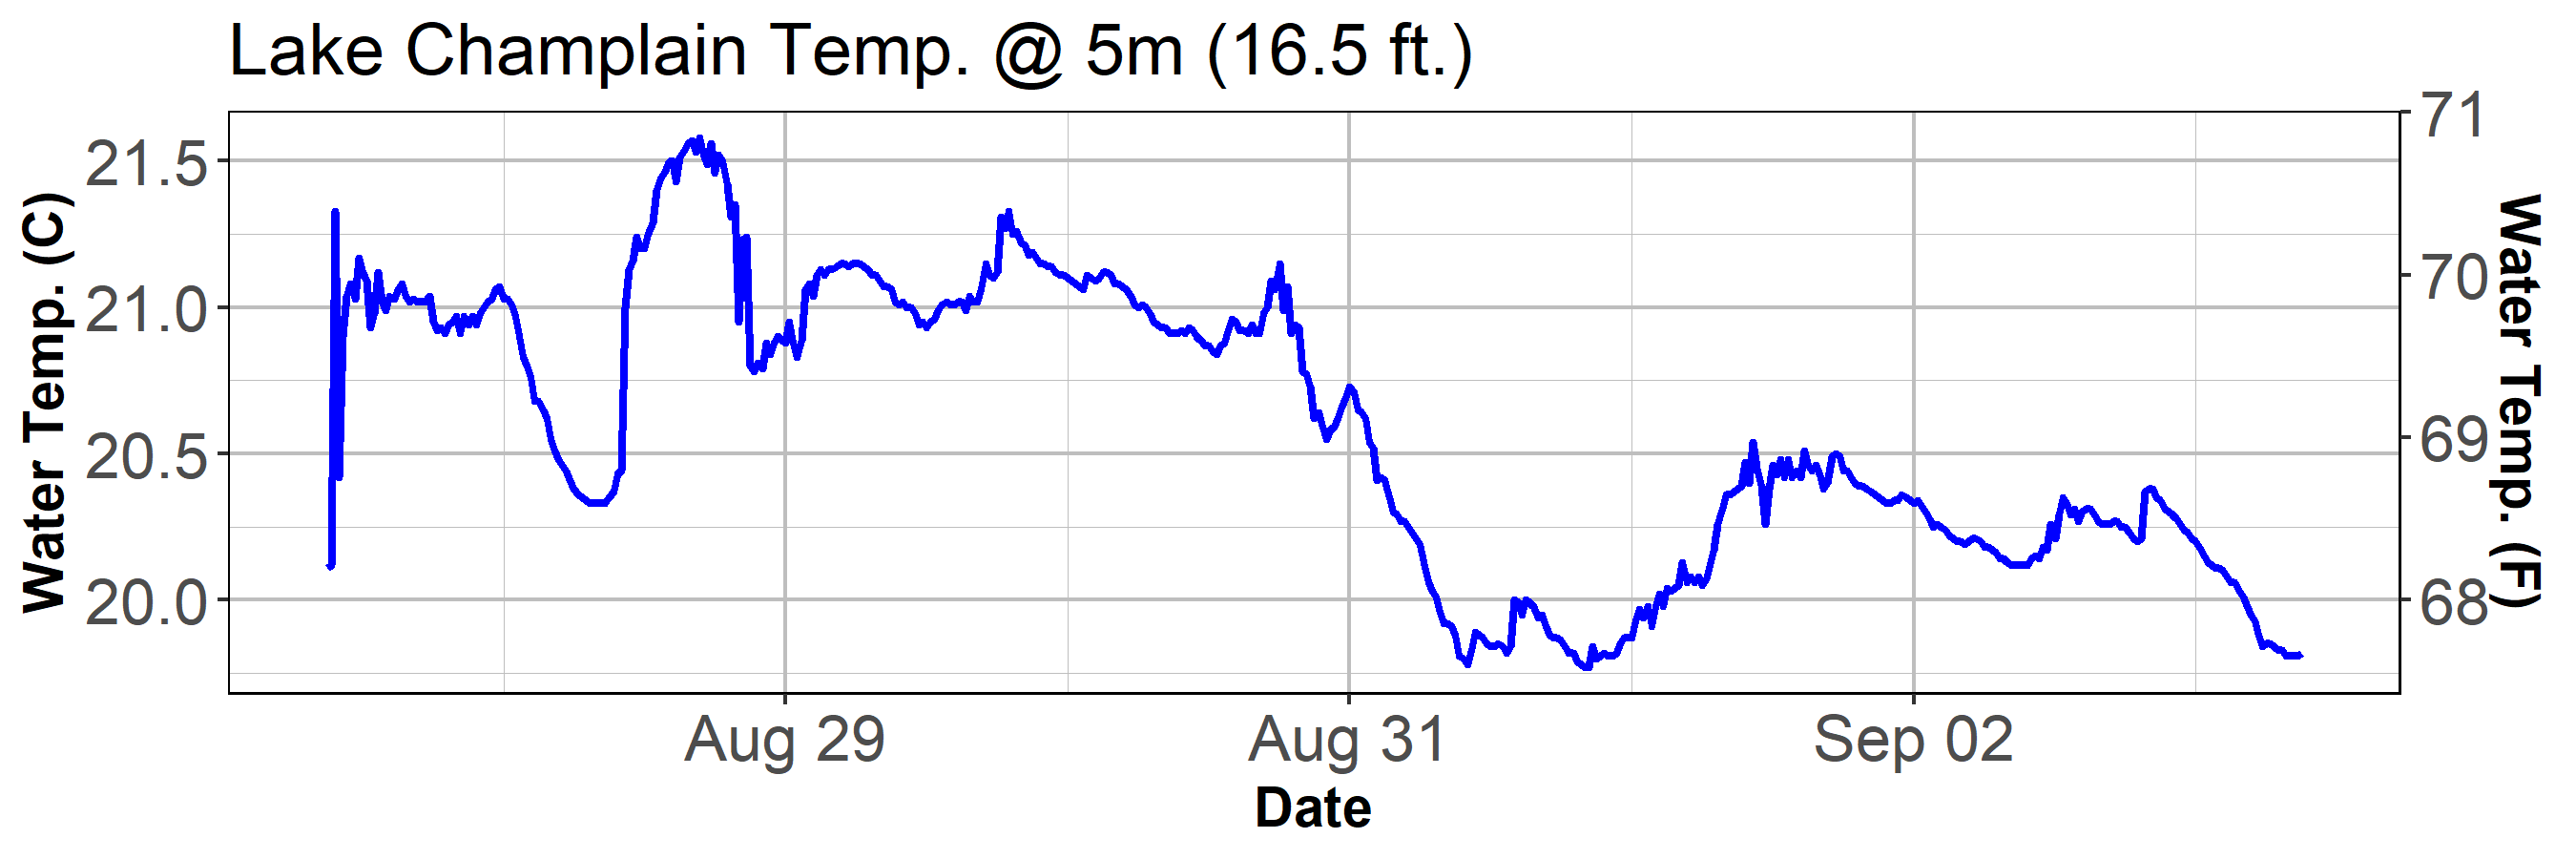 Lake Champlain Temp. @ 5m (16.5 ft.)
71
21.5
21.0
20.5
20.0
Water Temp. (C)
70
69
68
Water Temp. (F)
Aug 29
Aug 31
Sep 02
Date